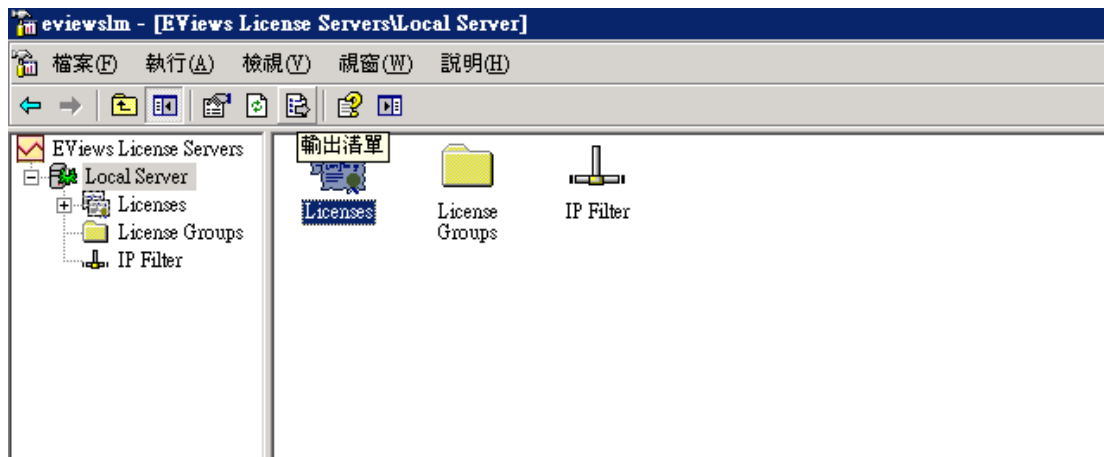 eviewslm - [EViews License Servers\Local Server]
檔案(F) 執行(A) 檢視(V) 視窗(W) 說明(H)
輸出清單
EViews License Servers
Local Server
Licenses
License Groups
IP Filter
Licenses
License
Groups
IP Filter